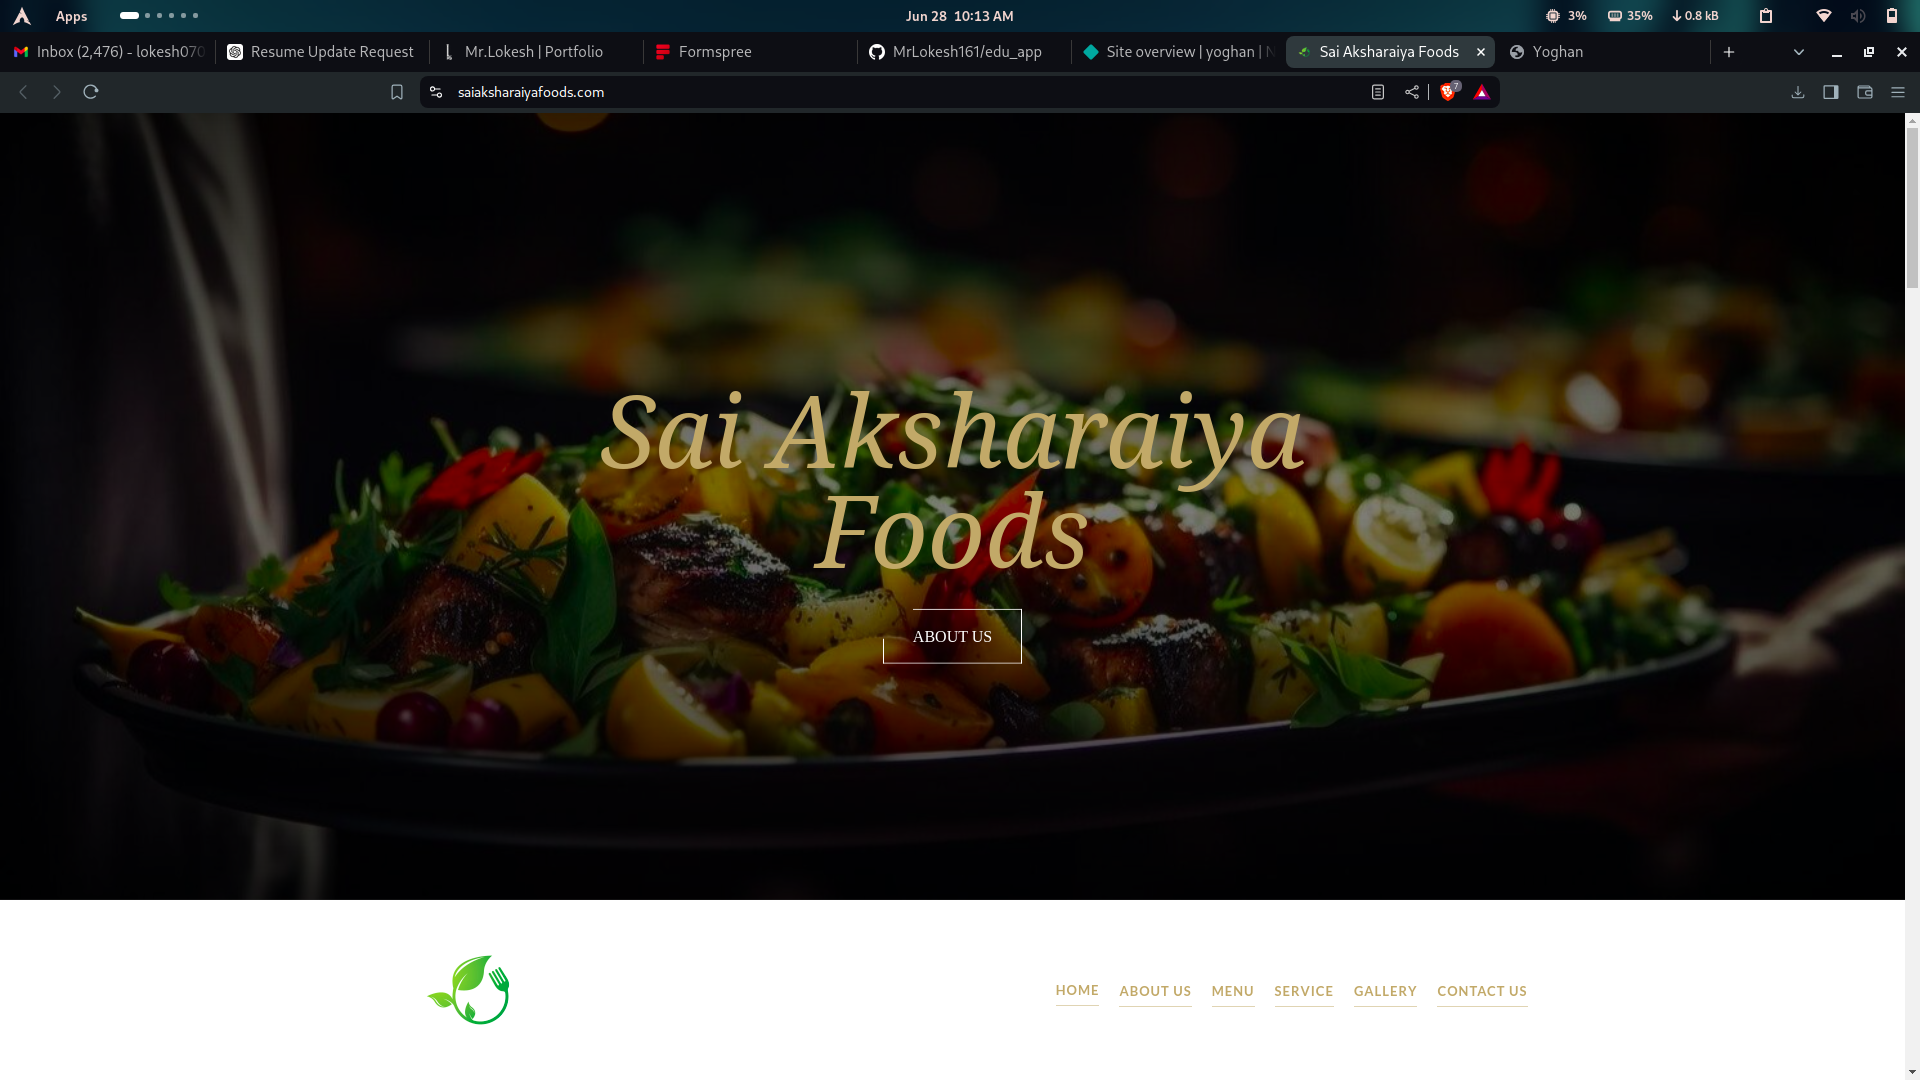 Apps
Jun 28 10:13 AM
3%
35%
0.8 kB
Inbox (2,476) - lokesh070
Resume Update Request
Mr.Lokesh | Portfolio
Formspree
MrLokesh161/edu_app
Site overview | yoghan | N
Sai Aksharaiya Foods
Yoghan
saiaksharaiyafoods.com
7
Sai Aksharaiya
Foods
ABOUT US
HOME
ABOUT US
MENU
SERVICE
GALLERY
CONTACT US